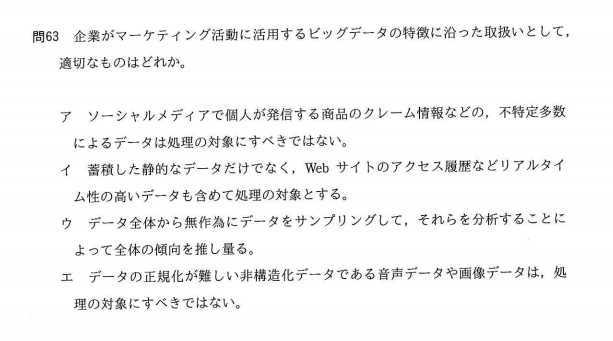 問63 企業がマーケティング活動に活用するビッグデータの特徴に沿った取扱いとして，
適切なものはどれか。
ア ソーシャルメディアで個人が発信する商品のクレーム情報などの，不特定多数
によるデータは処理の対象にすべきではない。
イ 蓄積した静的なデータだけでなく，Web サイトのアクセス履歴などリアルタイ
ム性の高いデータも含めて処理の対象とする。
ウ データ全体から無作為にデータをサンプリングして，それらを分析することに
よって全体の傾向を推し量る。
エ データの正規化が難しい非構造化データである音声データや画像データは，処
理の対象にすべきではない。